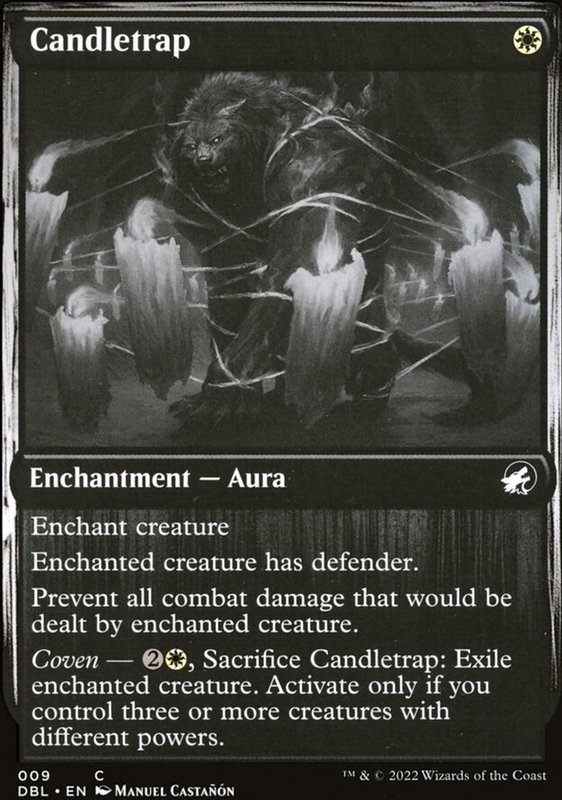 Candletrap
Enchantment — Aura
Enchant creature
Enchanted creature has defender.
Prevent all combat damage that would be
dealt by enchanted creature.
Coven — 2, Sacrifice Candletrap: Exile
enchanted creature. Activate only if you
control three or more creatures with
different powers.
009 C
DBL • EN MANUEL CASTAÑÓN
™ & © 2022 Wizards of the Coast